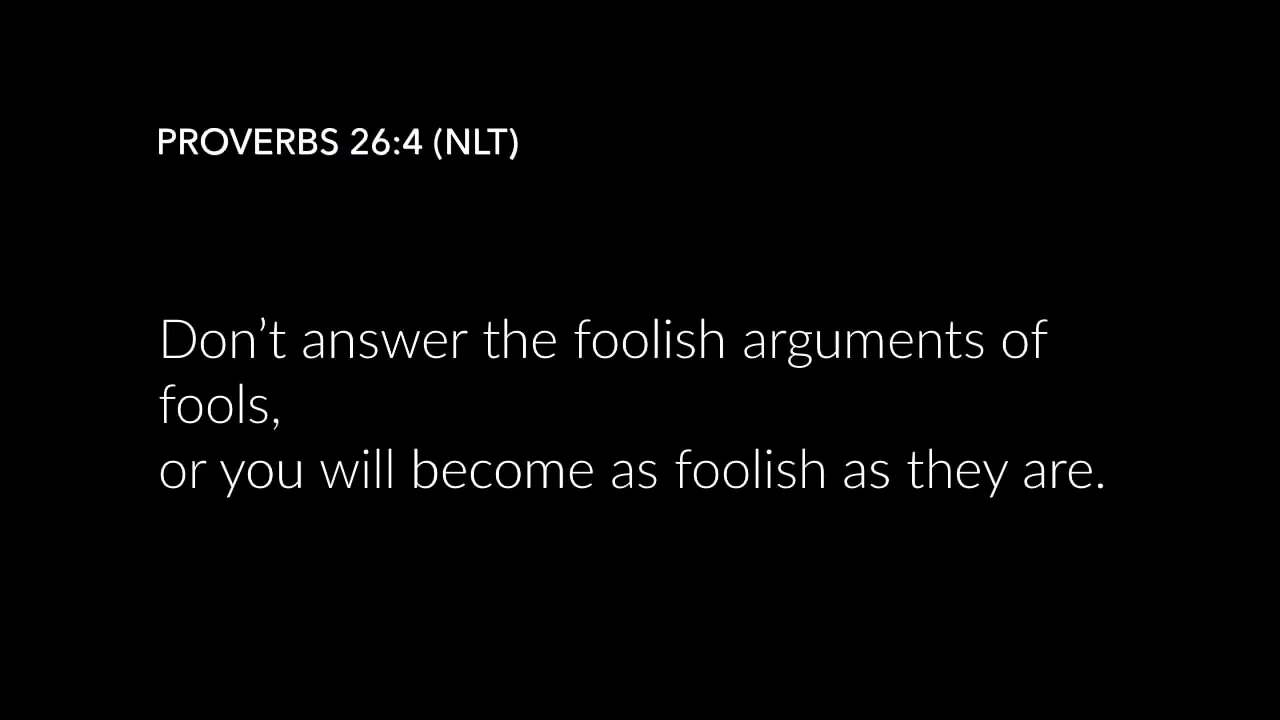 PROVERBS 26:4 (NLT)
Don’t answer the foolish arguments of
fools,
or you will become as foolish as they are.